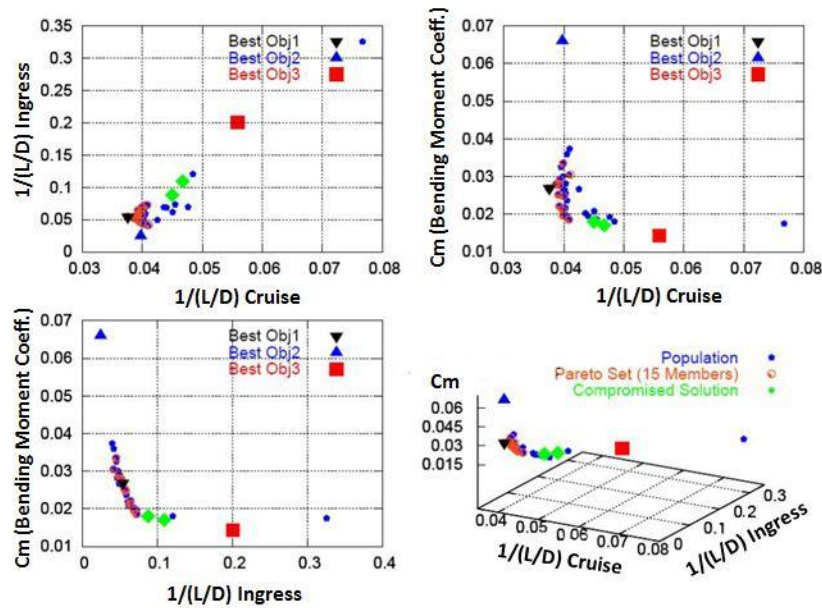 0.35
0.3
0.25
0.2
0.15
0.1
0.05
0
1/(L/D) Ingress
Best Obj1
Best Obj2
Best Obj3
0.03 0.04 0.05 0.06 0.07 0.08
1/(L/D) Cruise
0.07
0.06
0.05
0.04
0.03
0.02
0.01
Cm (Bending Moment Coeff.)
Best Obj1
Best Obj2
Best Obj3
0.03 0.04 0.05 0.06 0.07 0.08
1/(L/D) Cruise
0.07
0.06
0.05
0.04
0.03
0.02
0.01
Cm (Bending Moment Coeff.)
Best Obj1
Best Obj2
Best Obj3
0 0.1 0.2 0.3 0.4
1/(L/D) Ingress
Population
Pareto Set (15 Members)
Compromised Solution
Cm
0.06
0.045
0.03
0.015
0.04 0.05 0.06 0.07 0.08
1/(L/D) Cruise
0 0.1 0.2 0.3
1/(L/D) Ingress